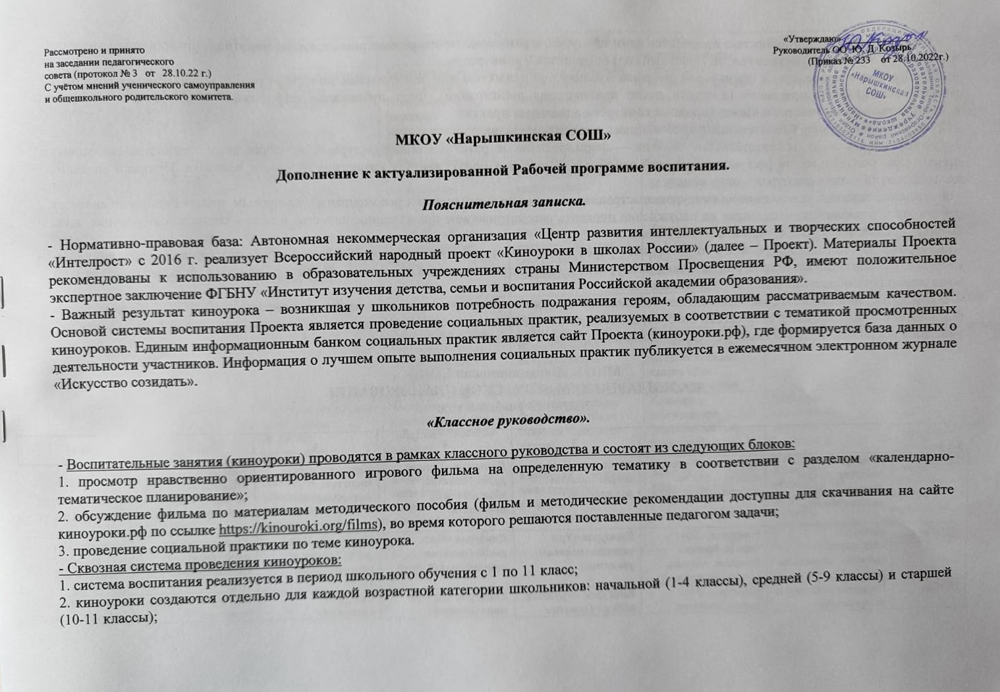 Рассмотрено и принято
на заседании педагогического
совета (протокол № 3 от 28.10.22 г.)
С учётом мнений ученического самоуправления
и общешкольного родительского комитета.
«Утверждаю»
Руководитель ОО Ю. Д. Козырь
(Приказ № 233 от 28.10.2022г.)
МКОУ
«Нарышкинская
СОШ»
МКОУ «Нарышкинская СОШ»
Дополнение к актуализированной Рабочей программе воспитания.
Пояснительная записка.
- Нормативно-правовая база: Автономная некоммерческая организация «Центр развития интеллектуальных и творческих способностей
«Интелрост» с 2016 г. реализует Всероссийский народный проект «Киноуроки в школах России» (далее – Проект). Материалы Проекта
рекомендованы к использованию в образовательных учреждениях страны Министерством Просвещения РФ, имеют положительное
экспертное заключение ФГБНУ «Институт изучения детства, семьи и воспитания Российской академии образования».
- Важный результат киноурока – возникшая у школьников потребность подражания героям, обладающим рассматриваемым качеством.
Основой системы воспитания Проекта является проведение социальных практик, реализуемых в соответствии с тематикой просмотренных
киноуроков. Единым информационным банком социальных практик является сайт Проекта (киноуроки.рф), где формируется база данных о
деятельности участников. Информация о лучшем опыте выполнения социальных практик публикуется в ежемесячном электронном журнале
«Искусство созидать».
«Классное руководство».
- Воспитательные занятия (киноуроки) проводятся в рамках классного руководства и состоят из следующих блоков:
1. просмотр нравственно ориентированного игрового фильма на определенную тематику в соответствии с разделом «календарно-
тематическое планирование»;
2. обсуждение фильма по материалам методического пособия (фильм и методические рекомендации доступны для скачивания на сайте
киноуроки.рф по ссылке https://kinouroki.org/films), во время которого решаются поставленные педагогом задачи;
3. проведение социальной практики по теме киноурока.
- Сквозная система проведения киноуроков:
1. система воспитания реализуется в период школьного обучения с 1 по 11 класс;
2. киноуроки создаются отдельно для каждой возрастной категории школьников: начальной (1-4 классы), средней (5-9 классы) и старшей
(10-11 классы);